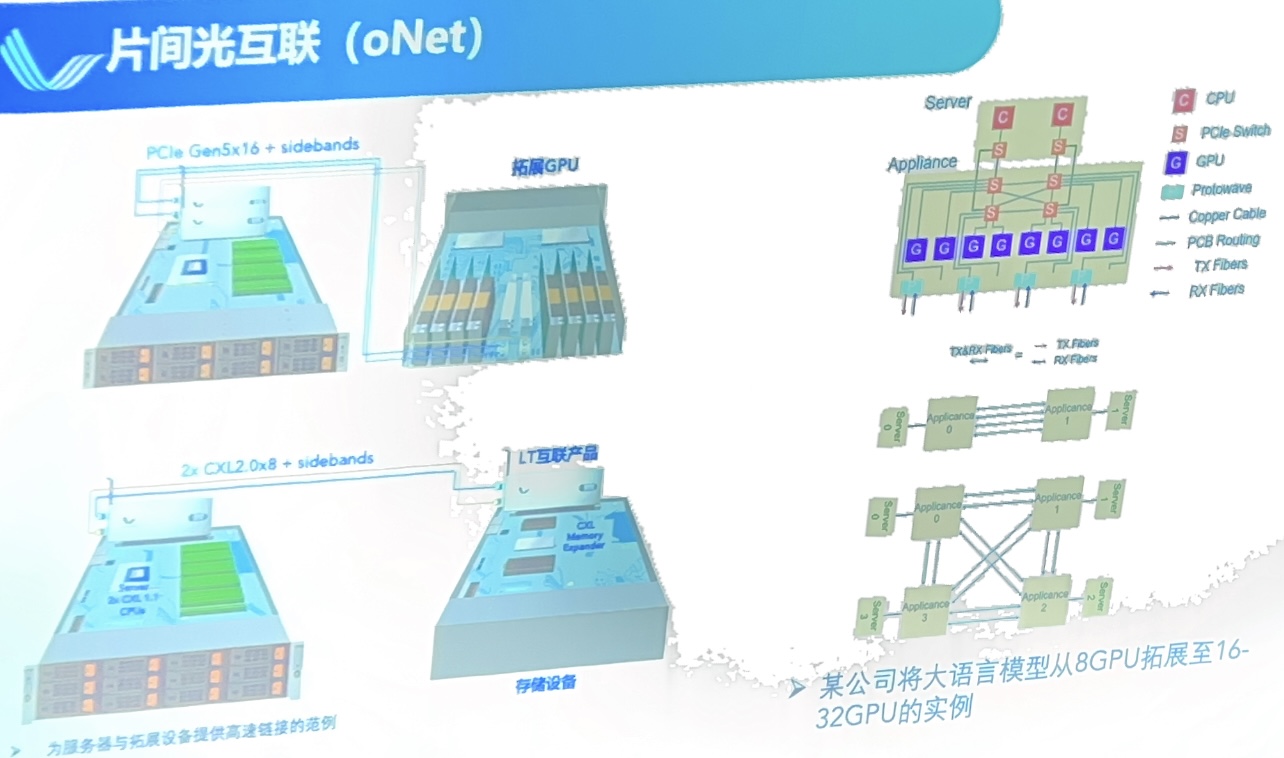 片间光互联（oNet）
PCIe Gen5x16 + sidebands
拓展GPU
2x CXL2.0x8 + sidebands
LT互联产品
CXL
Memory
Expander
Server
2x CXL 1.1
CPUs
存储设备
为服务器与拓展设备提供高速链接的范例
Server
C
C
S
S
Appliance
S
S
S
S
G
G
G
G
G
G
G
G
C CPU
S PCIe Switch
G GPU
Protowave
Copper Cable
PCB Routing
TX Fibers
RX Fibers
TX&RX Fibers = TX Fibers
RX Fibers
Server 0
Appliance 0
Appliance 1
Server 1
Server 0
Appliance 0
Appliance 1
Server 1
Server 3
Appliance 3
Appliance 2
Server 2
某公司将大语言模型从8GPU拓展至16-
32GPU的实例